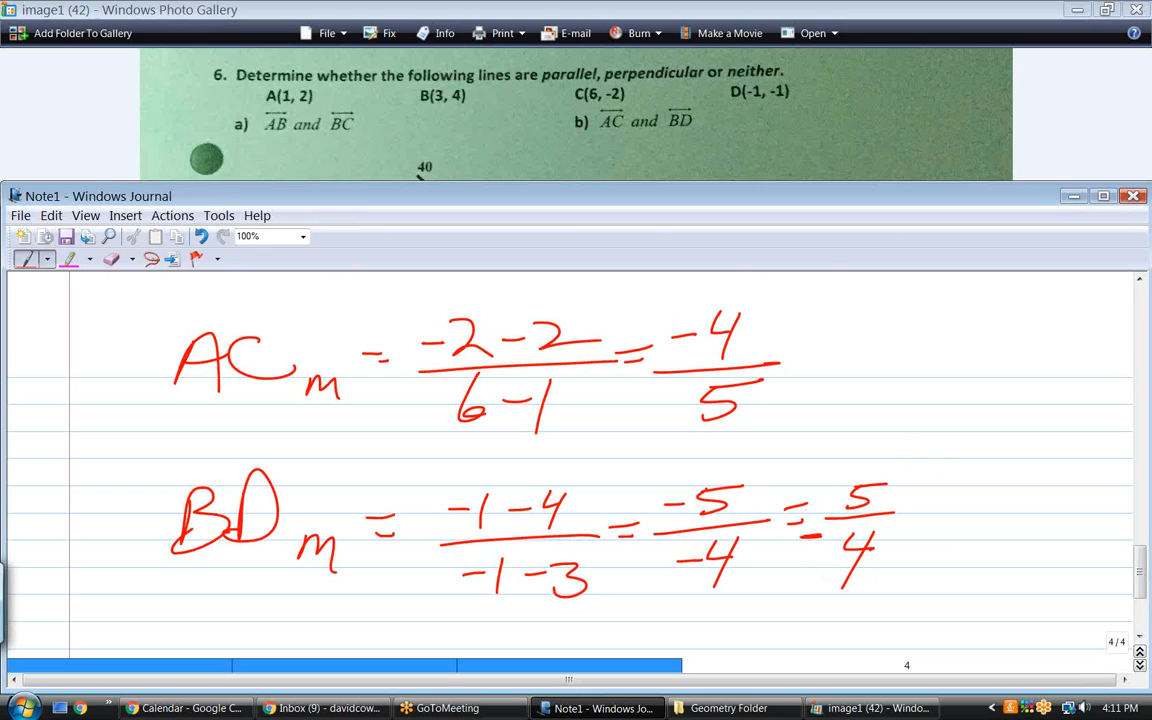 image1 (42) - Windows Photo Gallery
Add Folder To Gallery File Fix Info Print E-mail Burn Make a Movie Open
6. Determine whether the following lines are parallel, perpendicular or neither.
A(1, 2) B(3, 4) C(6, -2) D(-1, -1)
a) AB and BC b) AC and BD
40
Note1 - Windows Journal
File Edit View Insert Actions Tools Help
100%
AC m = -2 -2 / 6 -1 = -4 / 5
BD m = -1 -4 / -1 -3 = -5 / -4 = 5 / 4
4 / 4
4
Calendar - Google C... Inbox (9) - davidcow... GoToMeeting Note1 - Windows Jo... Geometry Folder image1 (42) - Windo... 4:11 PM